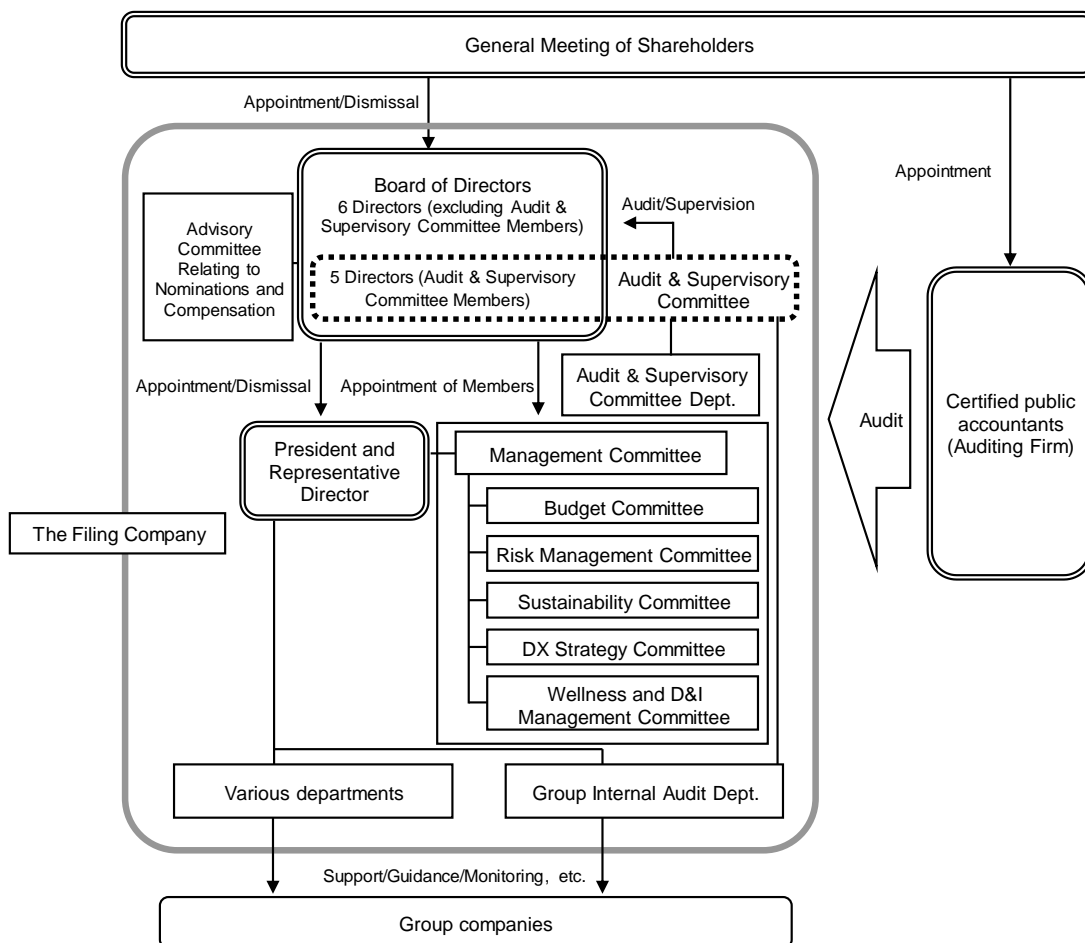 General Meeting of Shareholders
Appointment/Dismissal
Appointment
Board of Directors
6 Directors (excluding Audit &
Supervisory Committee Members)
Audit/Supervision
Advisory
Committee
Relating to
Nominations and
Compensation
5 Directors (Audit & Supervisory
Committee Members)
Audit & Supervisory
Committee
Appointment/Dismissal
Appointment of Members
Audit & Supervisory
Committee Dept.
Audit
Certified public
accountants
(Auditing Firm)
President and
Representative
Director
Management Committee
Budget Committee
The Filing Company
Risk Management Committee
Sustainability Committee
DX Strategy Committee
Wellness and D&I
Management Committee
Various departments
Group Internal Audit Dept.
Support/Guidance/Monitoring, etc.
Group companies